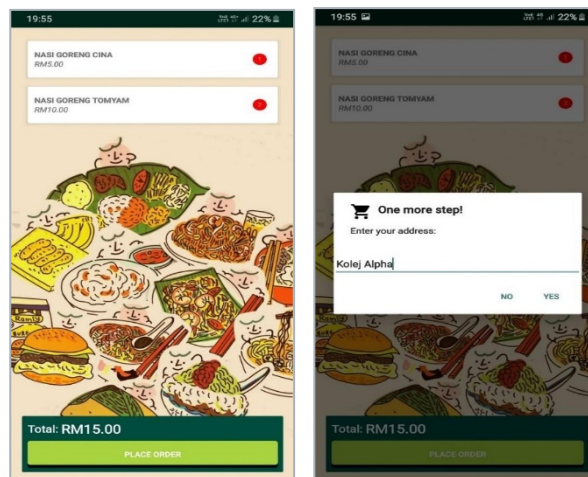 19:55
22%
NASI GORENG CINA
RM5.00
1
NASI GORENG TOMYAM
RM10.00
2
Total: RM15.00
PLACE ORDER
19:55
22%
NASI GORENG CINA
RM5.00
NASI GORENG TOMYAM
RM10.00
One more step!
Enter your address:
Kolej Alpha
NO YES
Total: RM15.00
PLACE ORDER